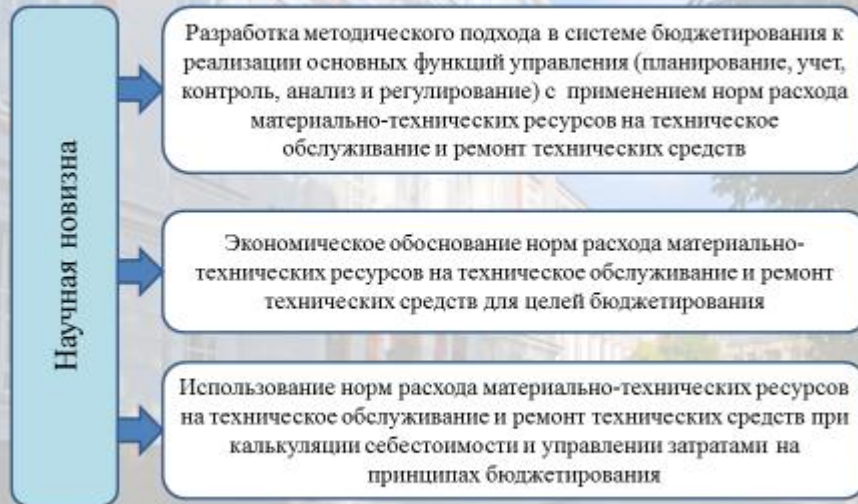 Научная новизна
Разработка методического подхода в системе бюджетирования к
реализации основных функций управления (планирование, учет,
контроль, анализ и регулирование) с применением норм расхода
материально-технических ресурсов на техническое
обслуживание и ремонт технических средств
Экономическое обоснование норм расхода материально-
технических ресурсов на техническое обслуживание и ремонт
технических средств для целей бюджетирования
Использование норм расхода материально-технических ресурсов
на техническое обслуживание и ремонт технических средств при
калькуляции себестоимости и управлении затратами на
принципах бюджетирования